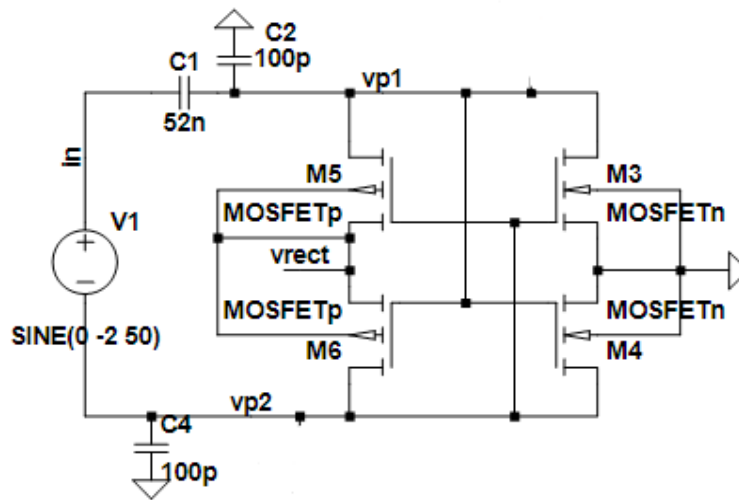 C2
C1
100p
vp1
52n
in
M5
M3
MOSFETp
MOSFETn
V1
+
vrect
−
MOSFETp
MOSFETn
SINE(0 -2 50)
M6
M4
vp2
C4
100p